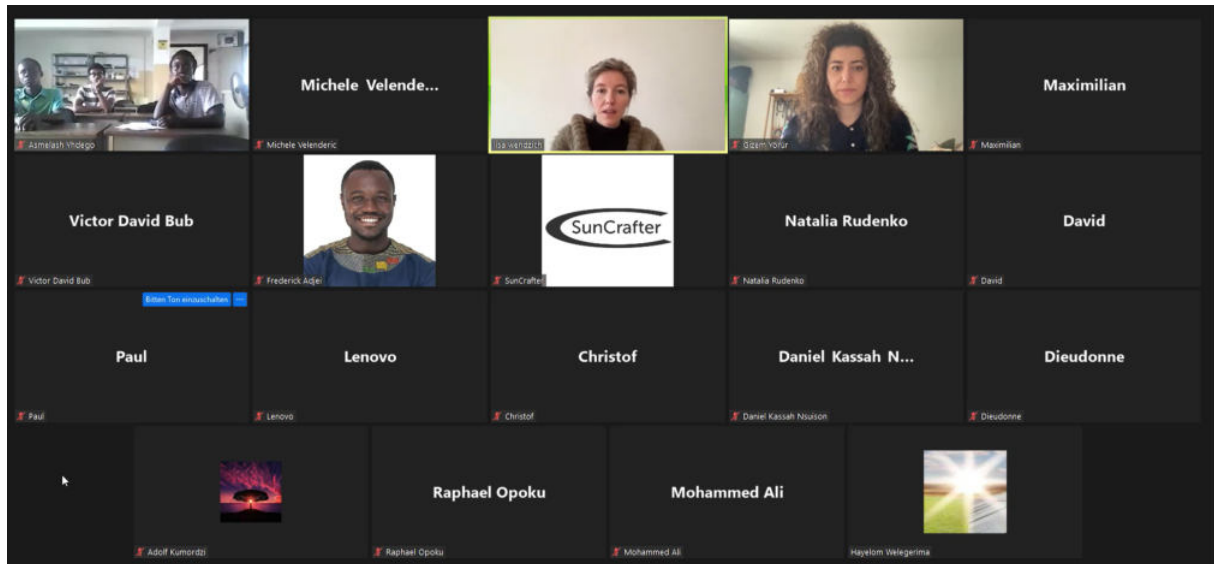 Asmelash Yhdego
Michele Velende...
Michele Velenderic
lisa wendzich
Gizem Yorur
Maximilian
Maximilian
Victor David Bub
Victor David Bub
Frederick Adjei
SunCrafter
SunCrafter
Natalia Rudenko
Natalia Rudenko
David
David
Bitten Ton einzuschalten ...
Paul
Paul
Lenovo
Lenovo
Christof
Christof
Daniel Kassah N...
Daniel Kassah Nsuison
Dieudonne
Dieudonne
Adolf Kumordzi
Raphael Opoku
Raphael Opoku
Mohammed Ali
Mohammed Ali
Hayelom Welegerima